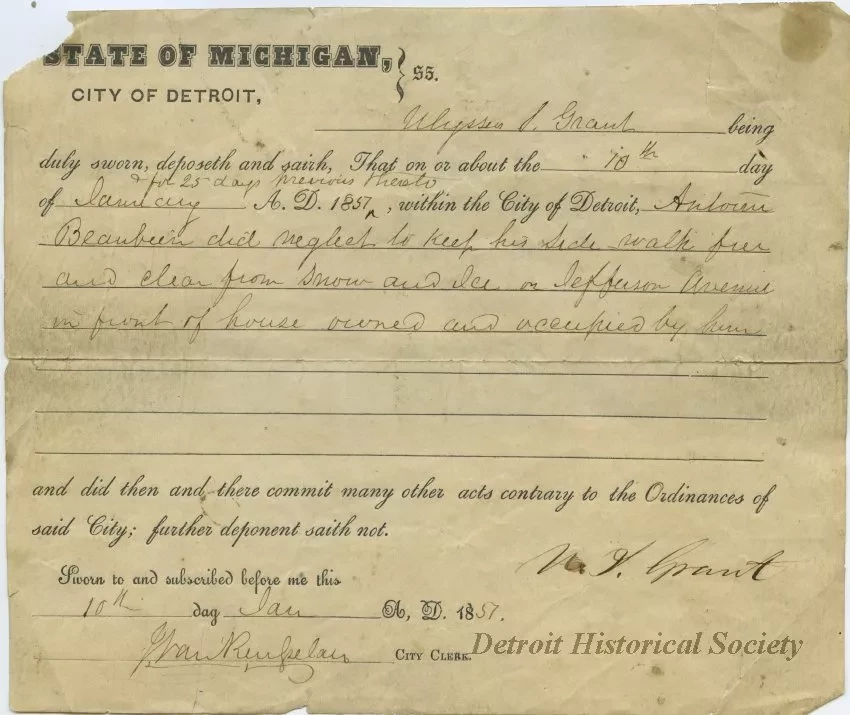 STATE OF MICHIGAN,
CITY OF DETROIT,
} SS.
Ulysses S. Grant being
duly sworn, deposeth and saith, That on or about the 10th day
& for 25 days previous thereto
of January A. D. 1851, within the City of Detroit, Antoien
Beaubien did neglect to keep his side walk free
and clear from snow and Ice on Jefferson Avenue
in front of house owned and occupied by him
and did then and there commit many other acts contrary to the Ordinances of
said City; further deponent saith not.
U. S. Grant
Sworn to and subscribed before me this
10th day Jan A, D. 1851.
CITY CLERK.
Detroit Historical Society